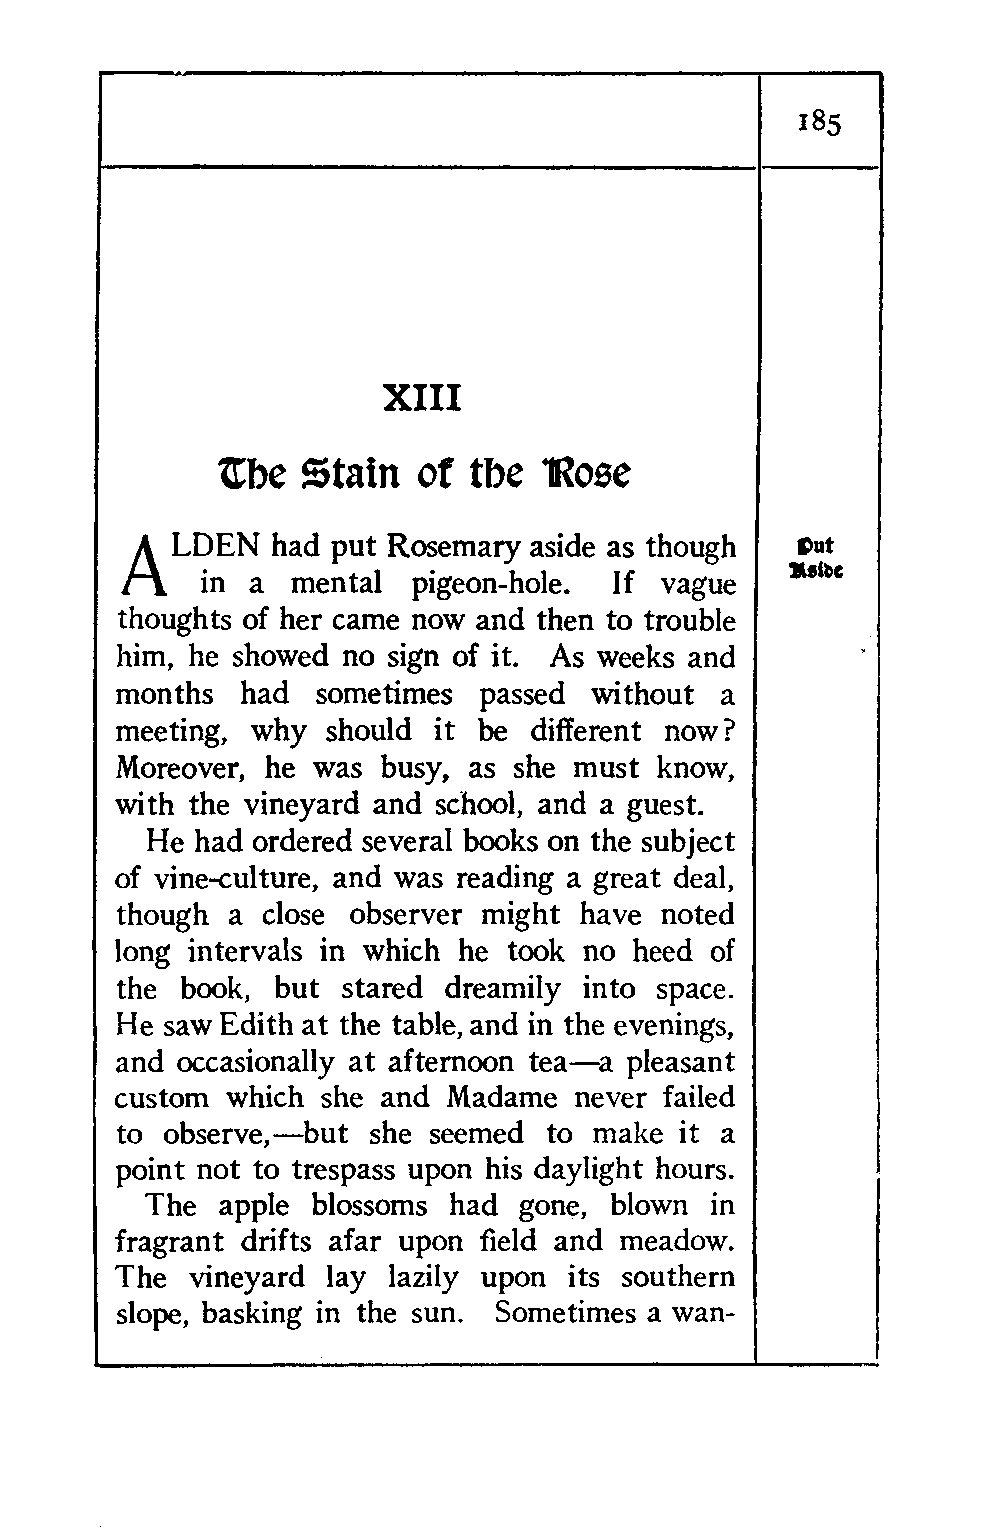 185
XIII
The Stain of the Rose
ALDEN had put Rosemary aside as though
in a mental pigeon-hole. If vague
thoughts of her came now and then to trouble
him, he showed no sign of it. As weeks and
months had sometimes passed without a
meeting, why should it be different now?
Moreover, he was busy, as she must know,
with the vineyard and school, and a guest.
He had ordered several books on the subject
of vine-culture, and was reading a great deal,
though a close observer might have noted
long intervals in which he took no heed of
the book, but stared dreamily into space.
He saw Edith at the table, and in the evenings,
and occasionally at afternoon tea—a pleasant
custom which she and Madame never failed
to observe,—but she seemed to make it a
point not to trespass upon his daylight hours.
The apple blossoms had gone, blown in
fragrant drifts afar upon field and meadow.
The vineyard lay lazily upon its southern
slope, basking in the sun. Sometimes a wan-
Put
Aside